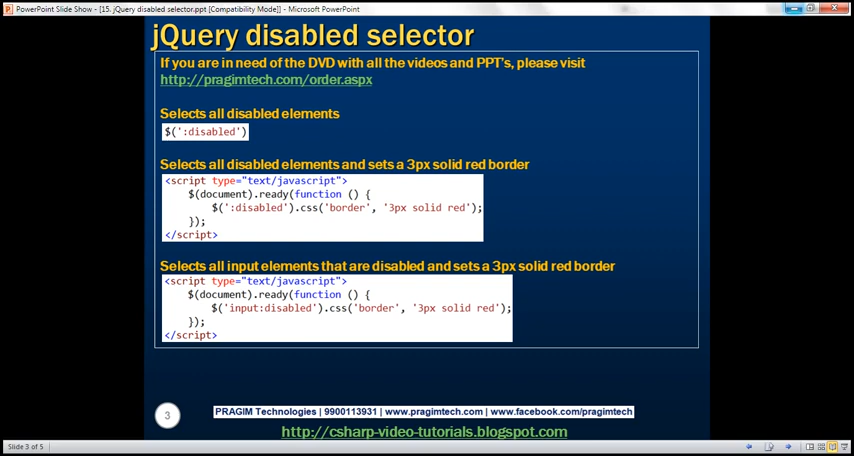 PowerPoint Slide Show - [15. jQuery disabled selector.ppt [Compatibility Mode]] - Microsoft PowerPoint
jQuery disabled selector
If you are in need of the DVD with all the videos and PPT's, please visit
http://pragimtech.com/order.aspx
Selects all disabled elements
$(':disabled')
Selects all disabled elements and sets a 3px solid red border
<script type="text/javascript">
$(document).ready(function () {
$(':disabled').css('border', '3px solid red');
});
</script>
Selects all input elements that are disabled and sets a 3px solid red border
<script type="text/javascript">
$(document).ready(function () {
$('input:disabled').css('border', '3px solid red');
});
</script>
3
PRAGIM Technologies | 9900113931 | www.pragimtech.com | www.facebook.com/pragimtech
http://csharp-video-tutorials.blogspot.com
Slide 3 of 5